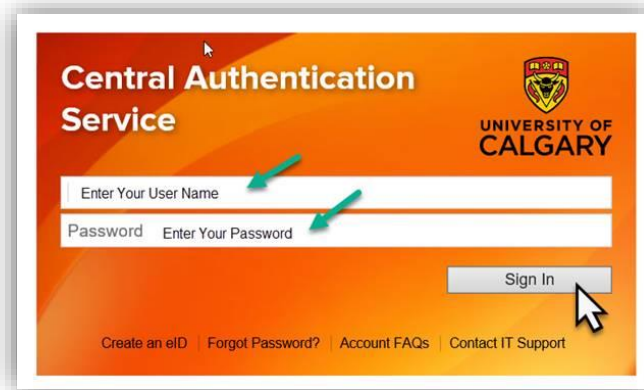 Central Authentication
Service
UNIVERSITY OF
CALGARY
Enter Your User Name
Password Enter Your Password
Sign In
Create an eID | Forgot Password? | Account FAQs | Contact IT Support